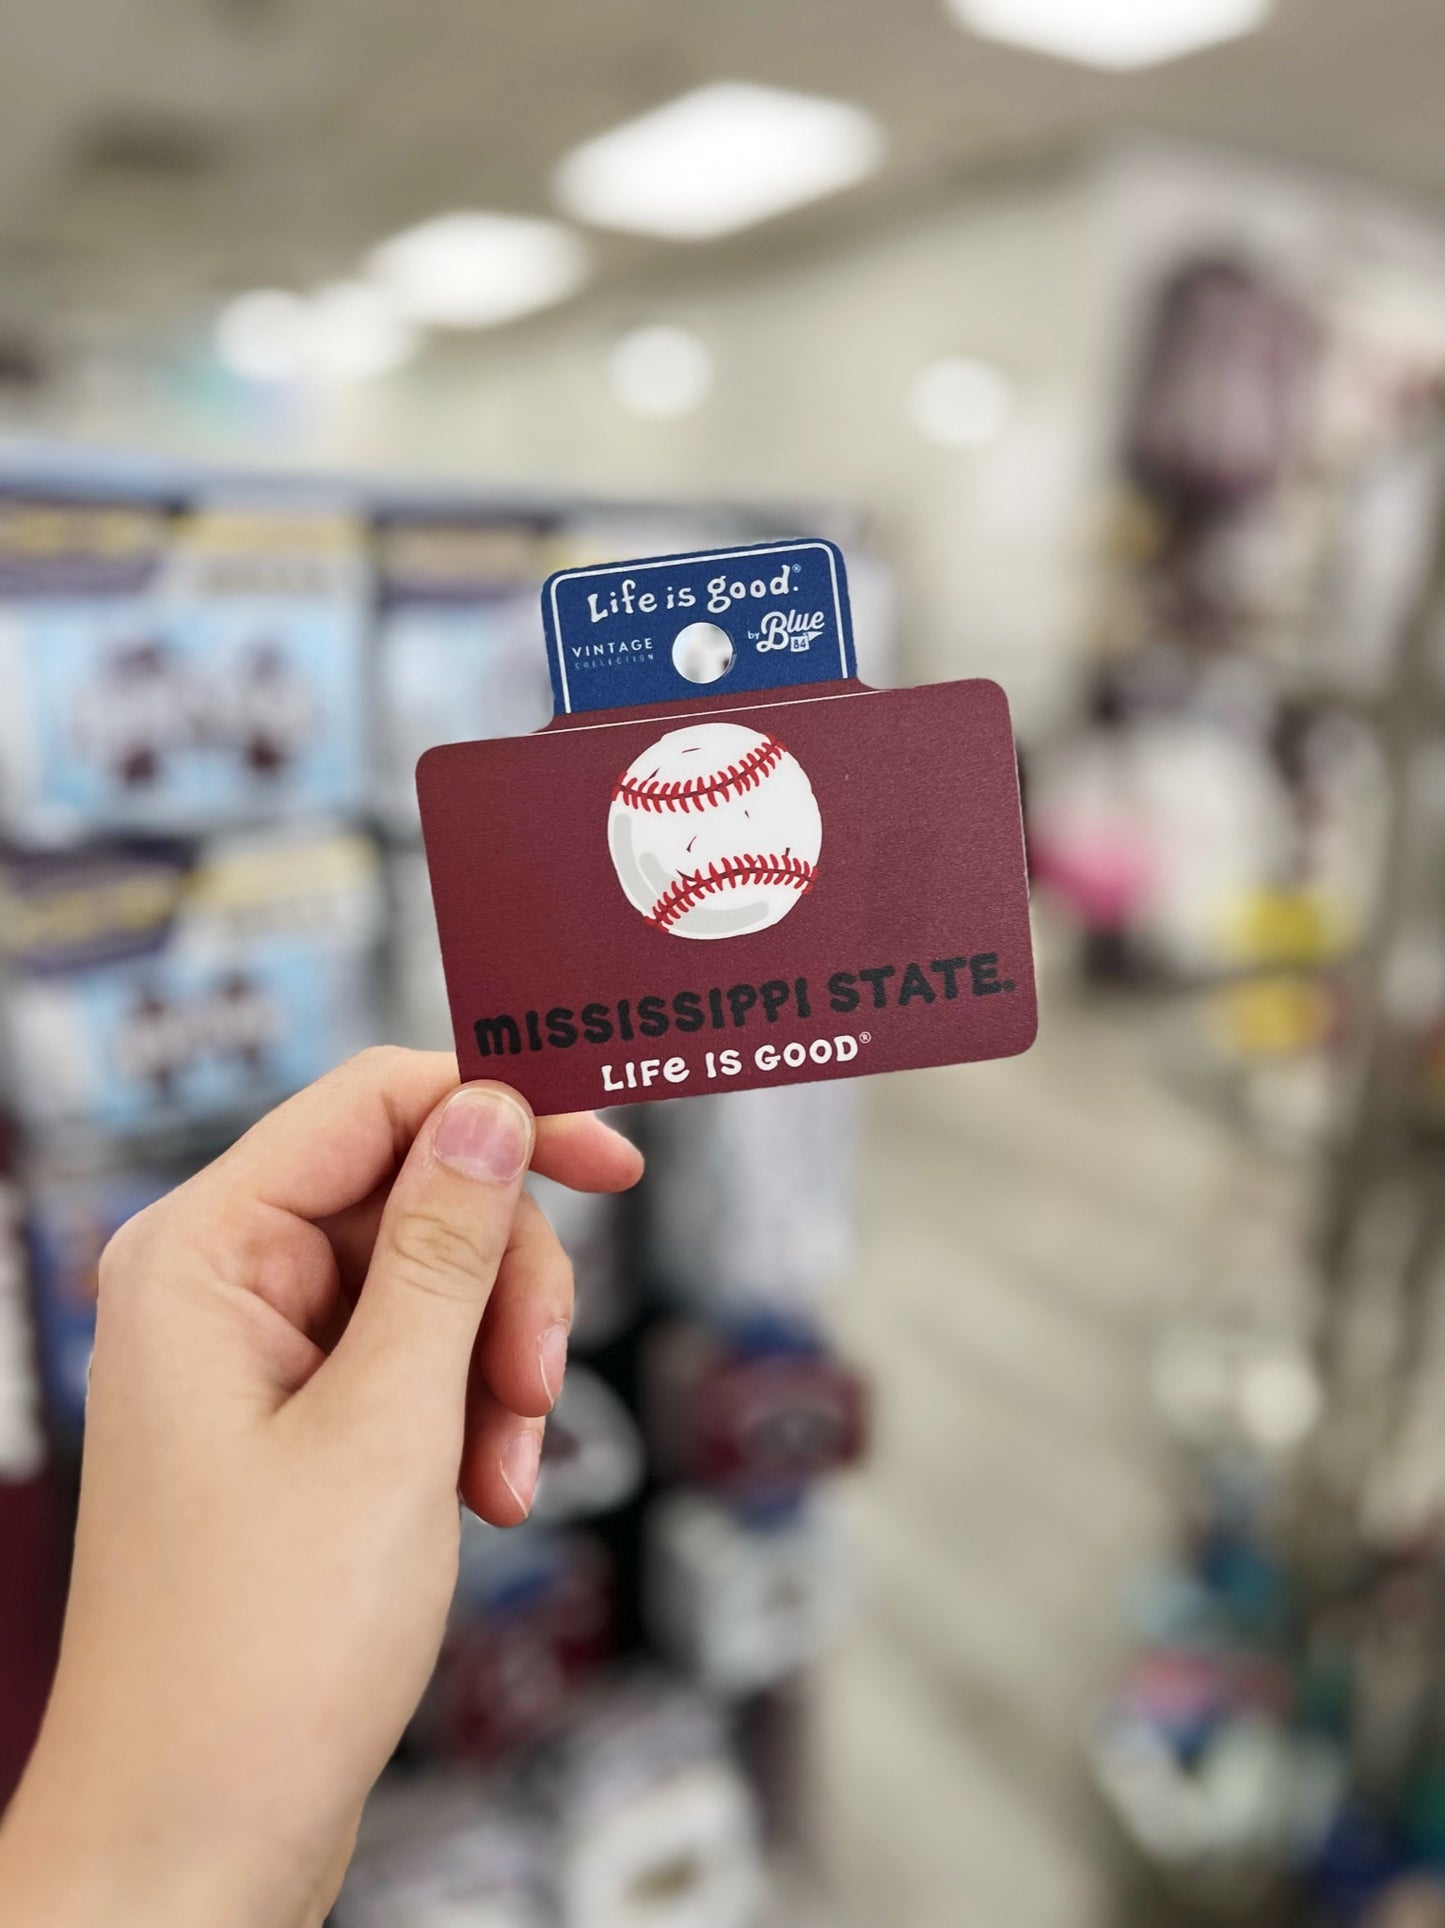 Life is good.®
VINTAGE
COLLECTION
by Blue
84
MISSISSIPPI STATE.
LIFe IS GOOD®